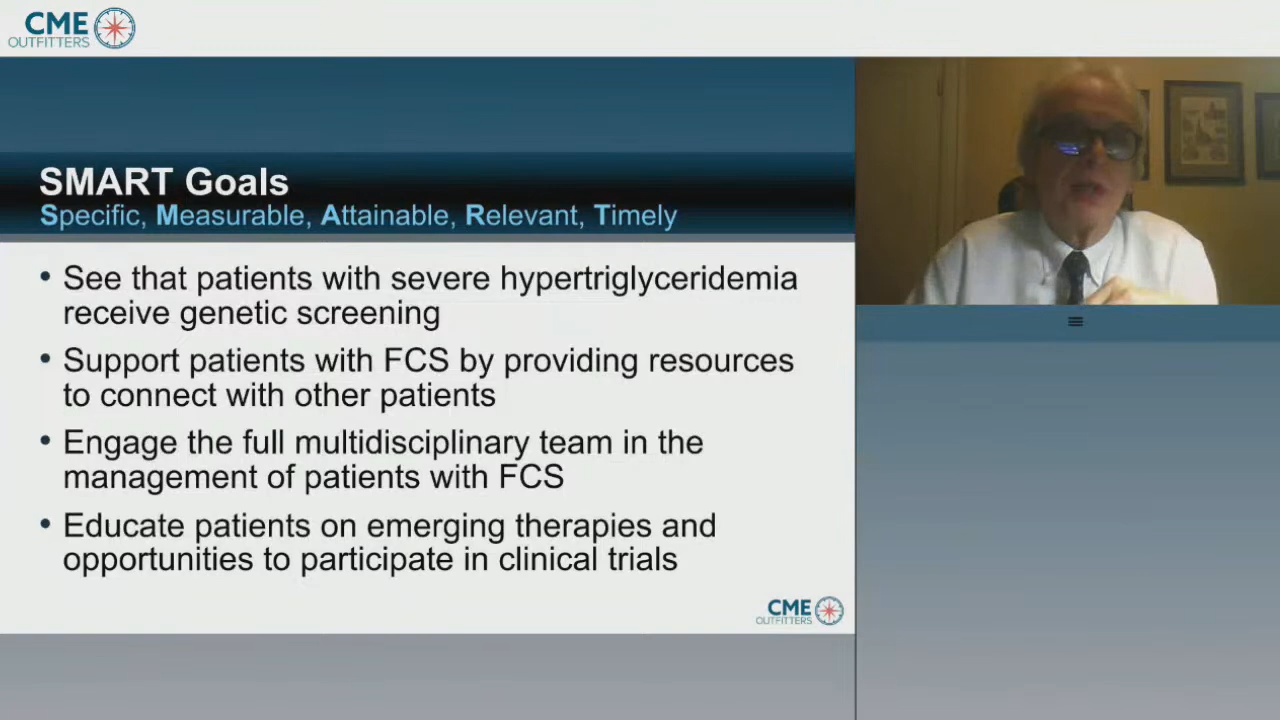 CME
OUTFITTERS
SMART Goals
Specific, Measurable, Attainable, Relevant, Timely
• See that patients with severe hypertriglyceridemia
receive genetic screening
• Support patients with FCS by providing resources
to connect with other patients
• Engage the full multidisciplinary team in the
management of patients with FCS
• Educate patients on emerging therapies and
opportunities to participate in clinical trials
CME
OUTFITTERS